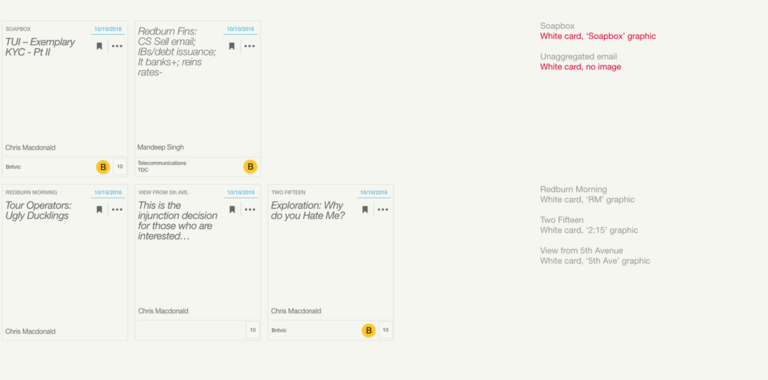 SOAPBOX 10/10/2016
TUI – Exemplary
KYC - Pt II
Chris Macdonald
Britvic B 10
10/10/2016
Redburn Fins:
CS Sell email;
IBs/debt issuance;
It banks+; reins
rates-
Mandeep Singh
Telecommunications
TDC B
Soapbox
White card, ‘Soapbox’ graphic
Unaggregated email
White card, no image
REDBURN MORNING 10/10/2016
Tour Operators:
Ugly Ducklings
Chris Macdonald
VIEW FROM 5th AVE. 10/10/2016
This is the
injunction decision
for those who are
interested…
Chris Macdonald
10
TWO FIFTEEN 10/10/2016
Exploration: Why
do you Hate Me?
Chris Macdonald
Britvic B 10
Redburn Morning
White card, ‘RM’ graphic
Two Fifteen
White card, ‘2:15’ graphic
View from 5th Avenue
White card, ‘5th Ave’ graphic